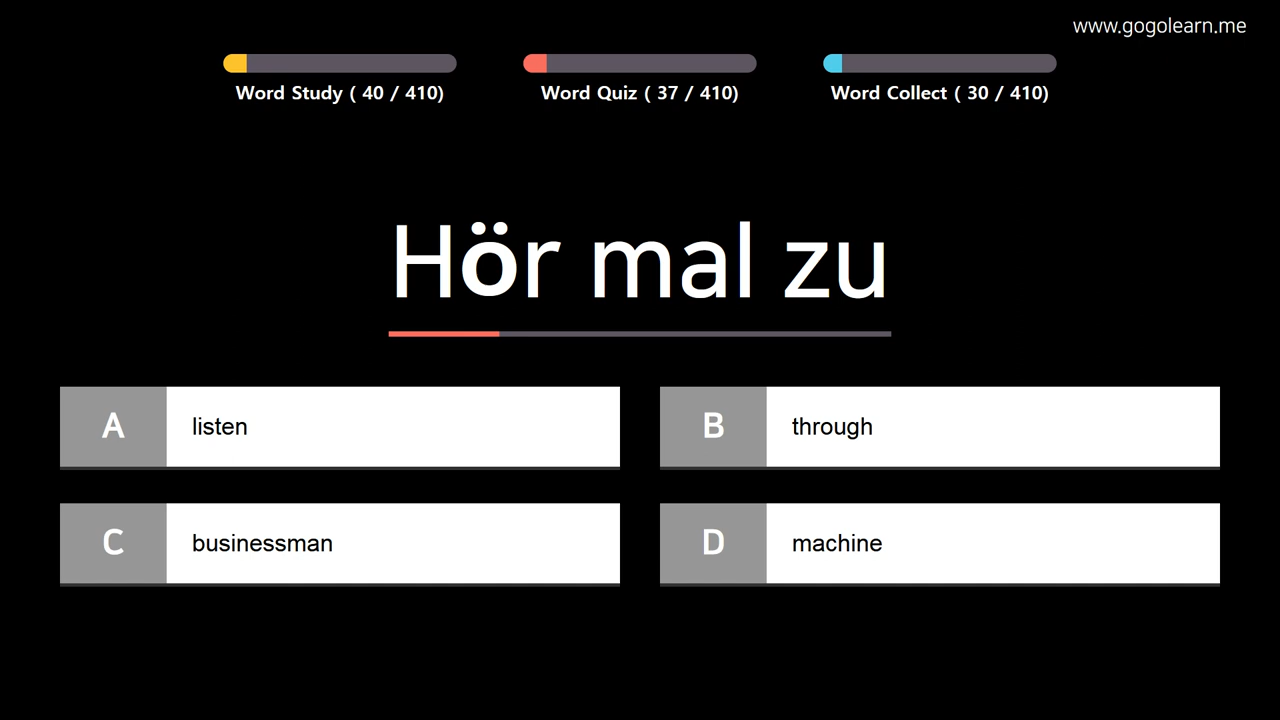 www.gogolearn.me
Word Study ( 40 / 410)
Word Quiz ( 37 / 410)
Word Collect ( 30 / 410)
Hör mal zu
A listen
B through
C businessman
D machine